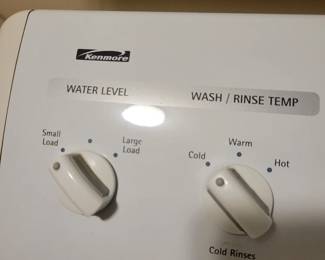 Kenmore
WATER LEVEL
WASH / RINSE TEMP
Small
Load
Large
Load
Cold
Warm
Hot
Cold Rinses